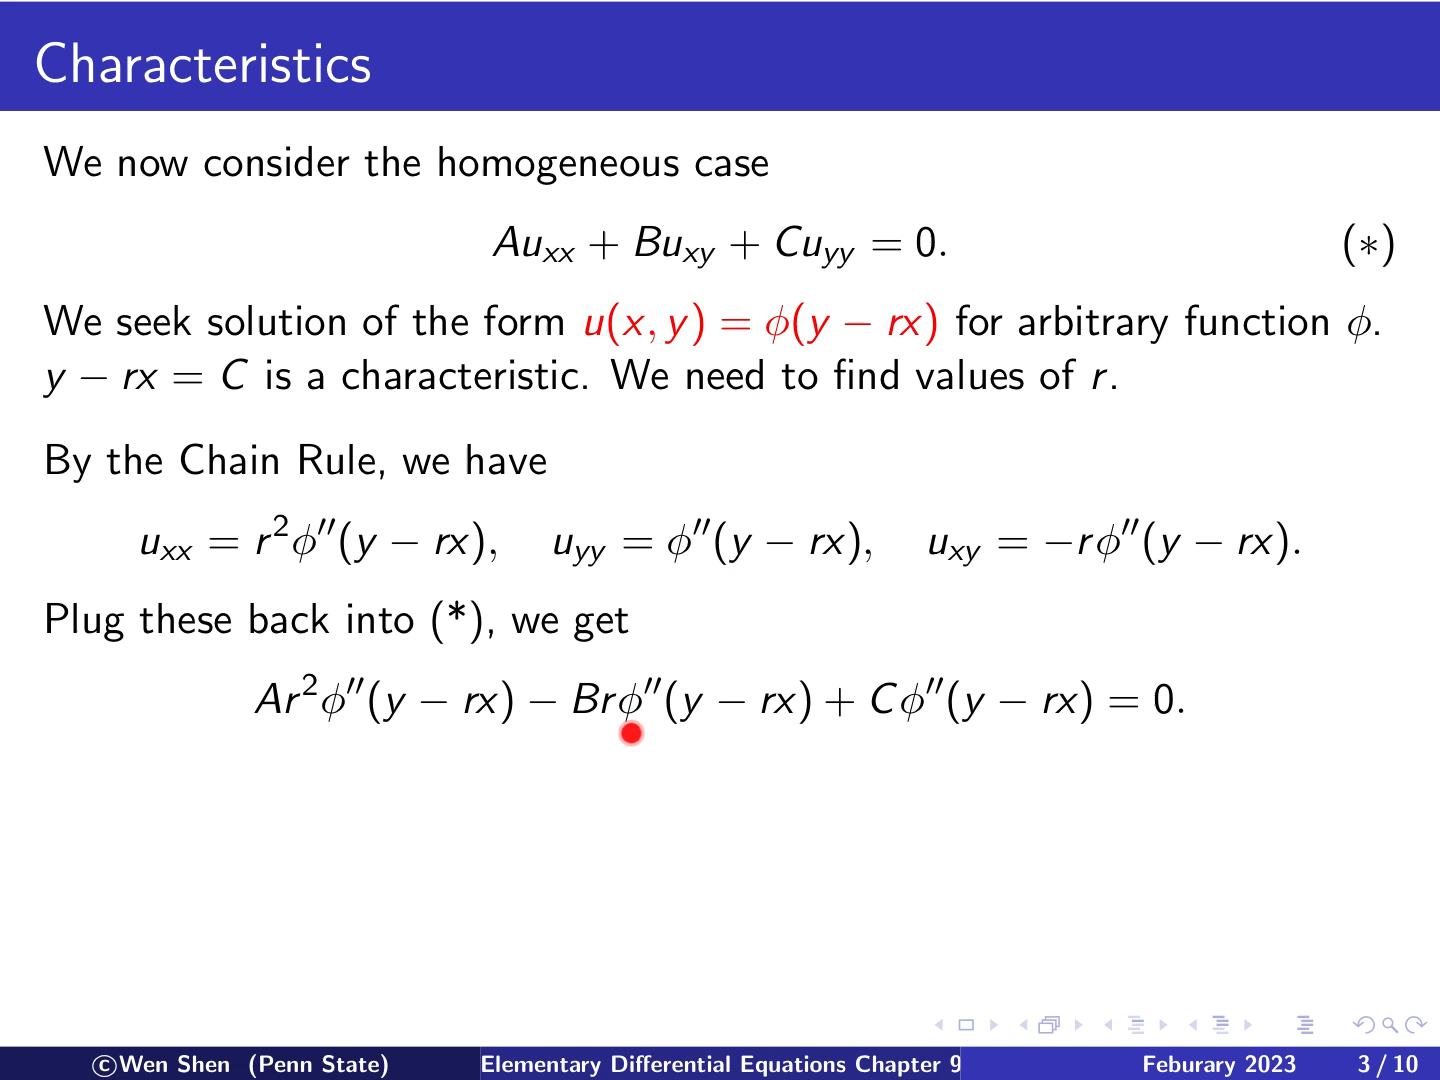 Characteristics
We now consider the homogeneous case
Au_{xx} + Bu_{xy} + Cu_{yy} = 0. (∗)
We seek solution of the form u(x, y) = ϕ(y − rx) for arbitrary function ϕ.
y − rx = C is a characteristic. We need to find values of r.
By the Chain Rule, we have
u_{xx} = r²ϕ′′(y − rx), u_{yy} = ϕ′′(y − rx), u_{xy} = −rϕ′′(y − rx).
Plug these back into (*), we get
Ar²ϕ′′(y − rx) − Brϕ′′(y − rx) + Cϕ′′(y − rx) = 0.
©Wen Shen (Penn State) Elementary Differential Equations Chapter 9 Feburary 2023 3 / 10